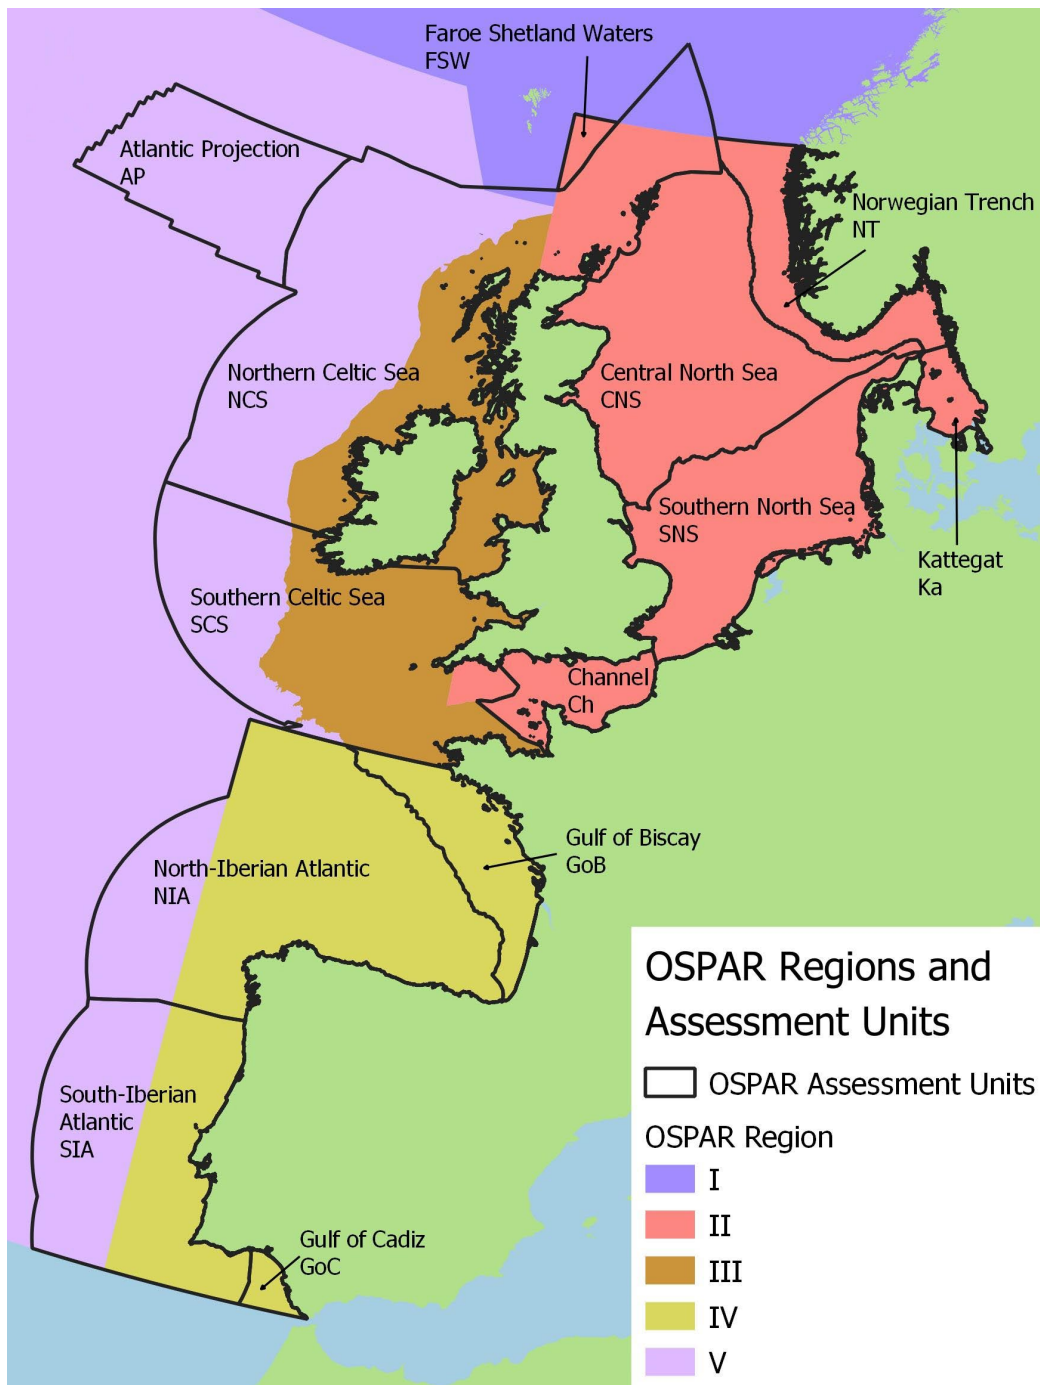 Faroe Shetland Waters
FSW
Atlantic Projection
AP
Norwegian Trench
NT
Northern Celtic Sea
NCS
Central North Sea
CNS
Southern North Sea
SNS
Kattegat
Ka
Southern Celtic Sea
SCS
Channel
Ch
Gulf of Biscay
GoB
North-Iberian Atlantic
NIA
South-Iberian
Atlantic
SIA
Gulf of Cadiz
GoC
OSPAR Regions and
Assessment Units
OSPAR Assessment Units
OSPAR Region
I
II
III
IV
V